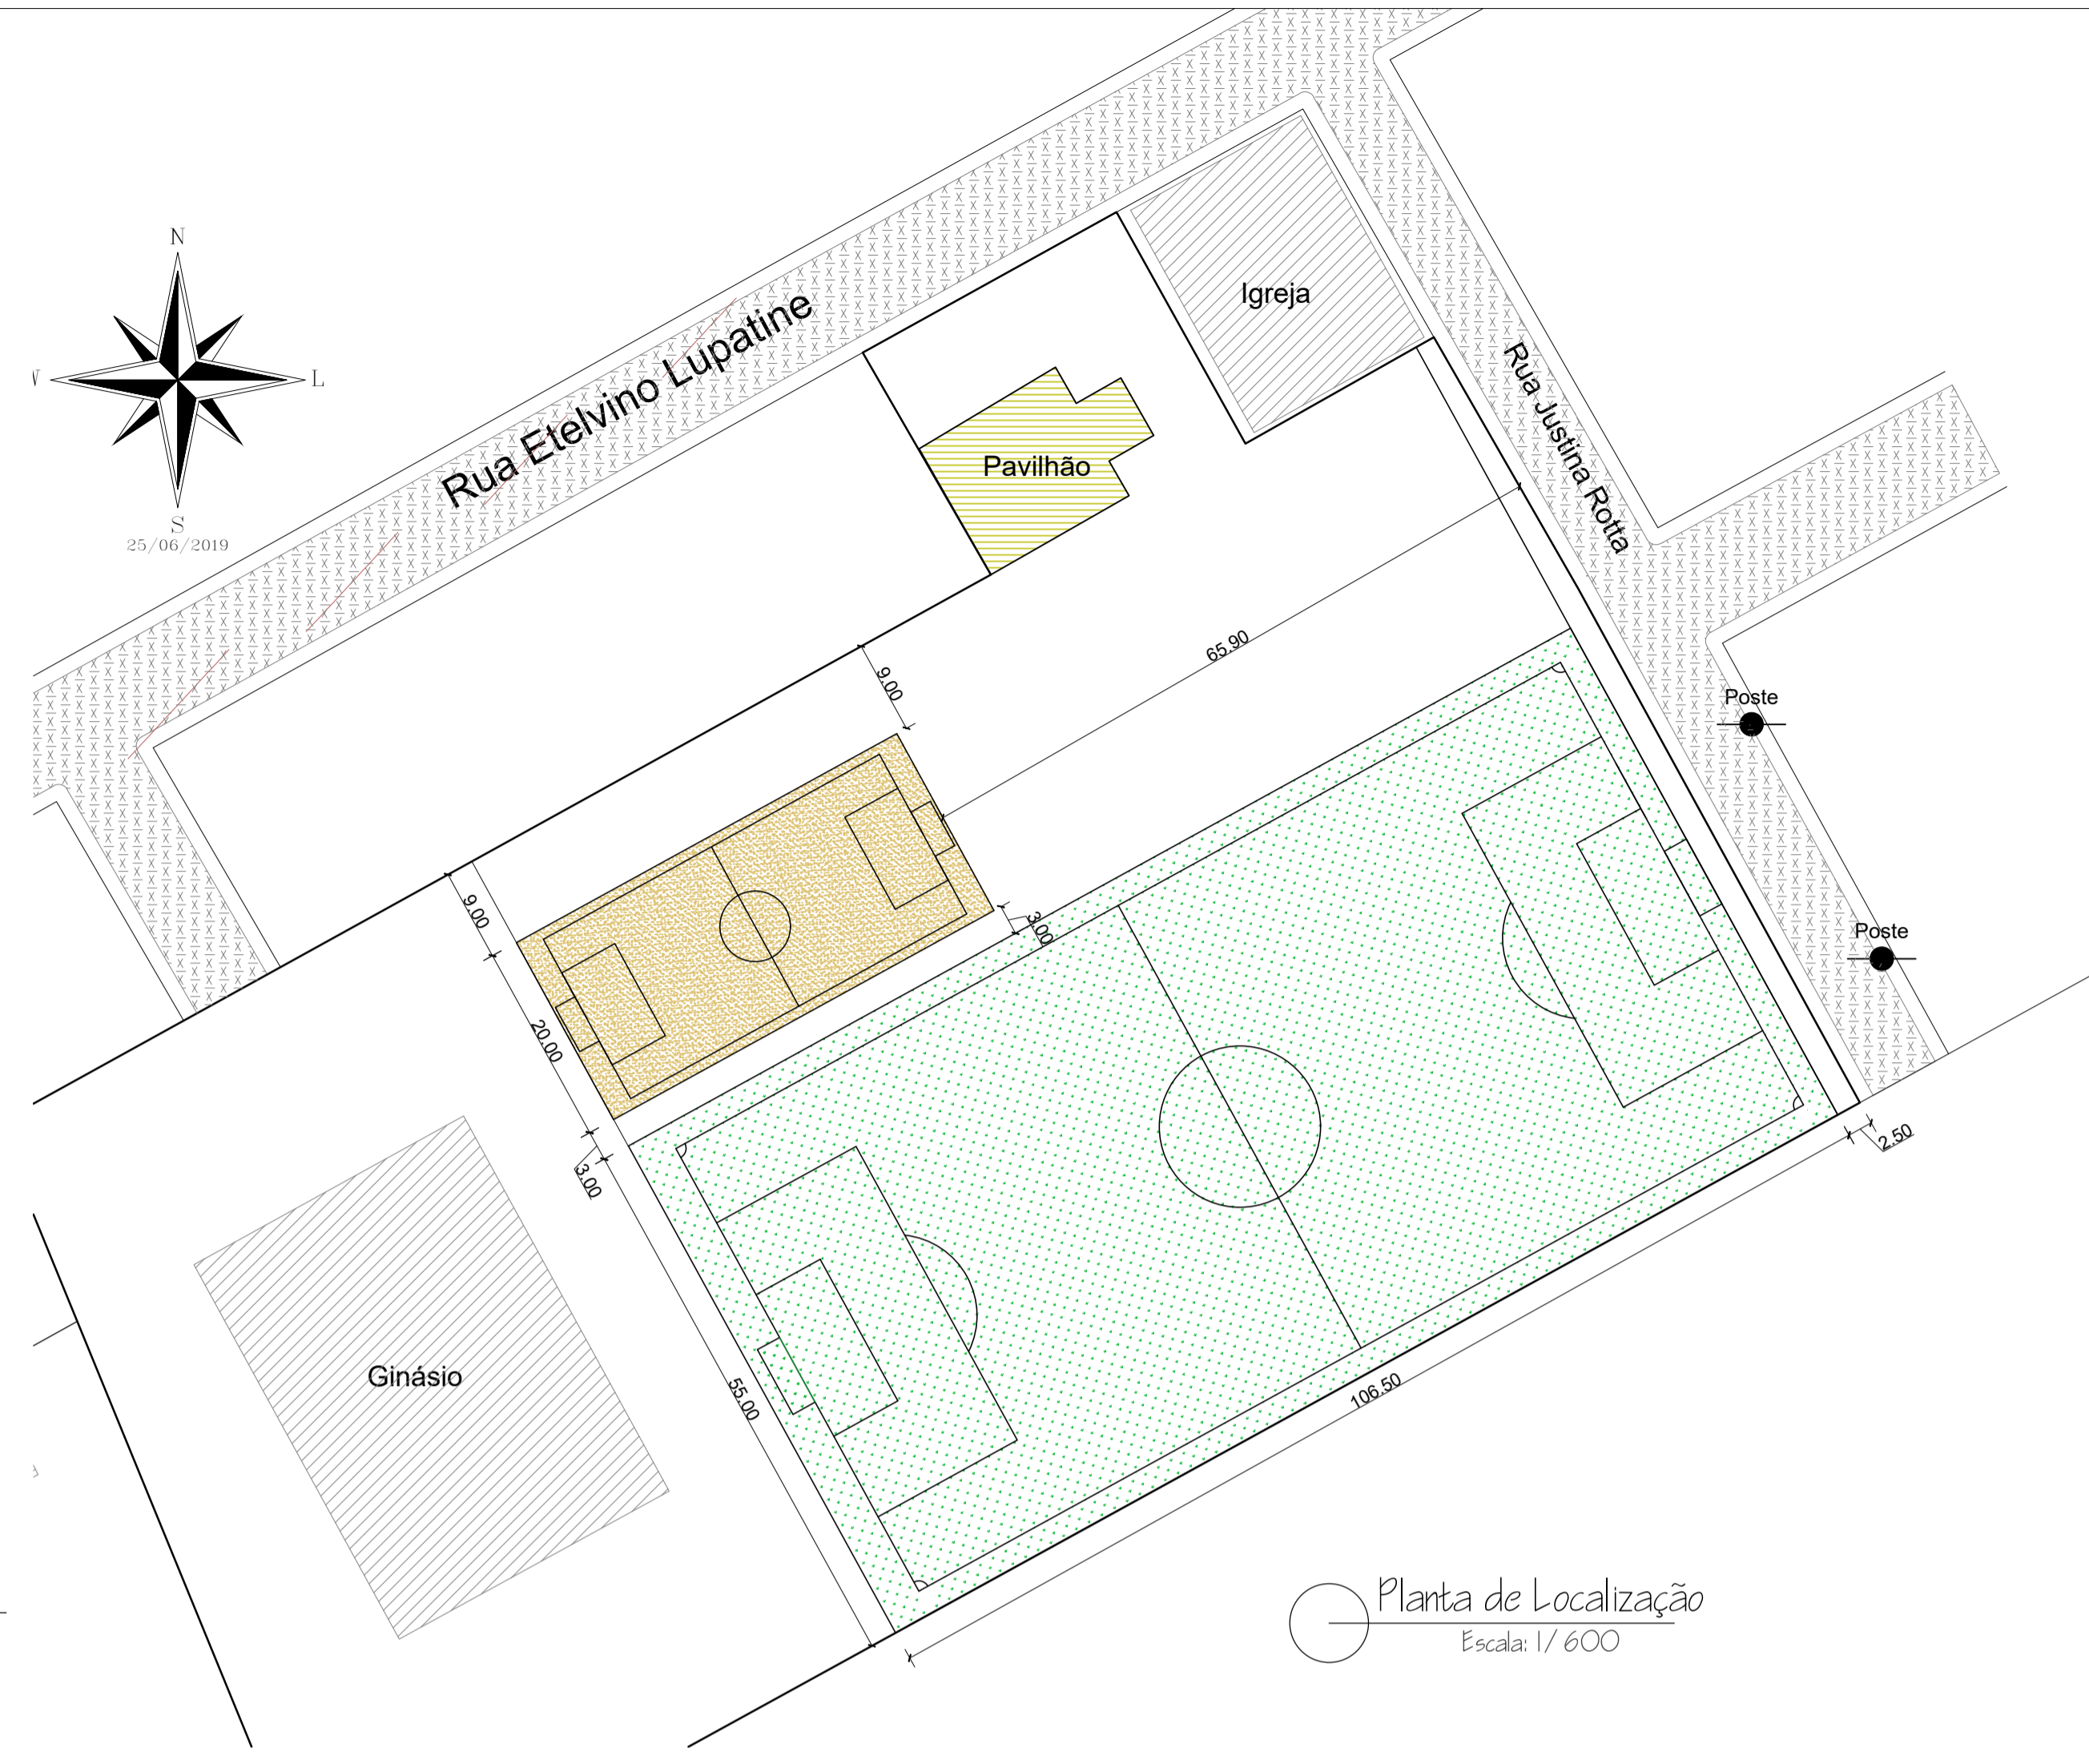 N
L
S
25/06/2019
Rua Etelvino Lupatine
Igreja
Rua Justina Rotta
Pavilhão
65.90
9.00
Poste
9.00
3.00
Poste
20.00
2.50
3.00
Ginásio
55.00
106.50
Planta de Localização
Escala: 1/600